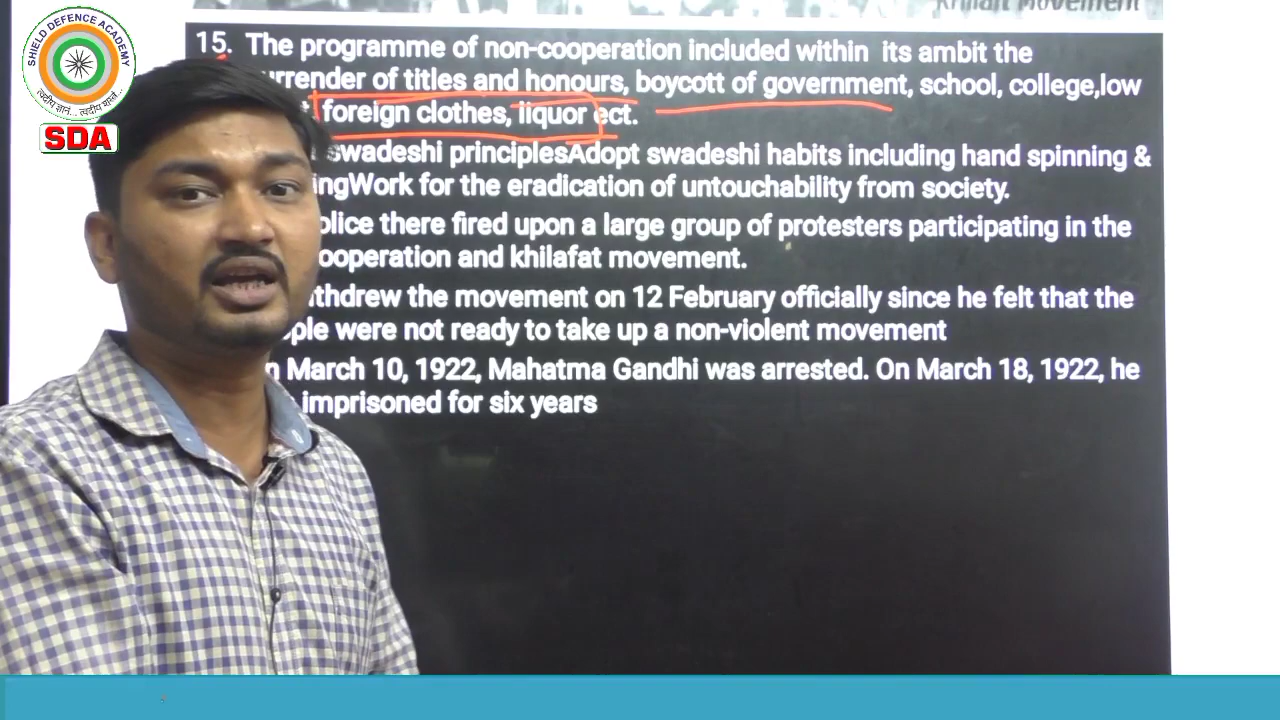 Khilaft Movement
SHIELD DEFENCE ACADEMY
SDA
15. The programme of non-cooperation included within its ambit the
urrender of titles and honours, boycott of government, school, college,low
foreign clothes, liiquor ect.
swadeshi principlesAdopt swadeshi habits including hand spinning &
ingWork for the eradication of untouchability from society.
olice there fired upon a large group of protesters participating in the
ooperation and khilafat movement.
ithdrew the movement on 12 February officially since he felt that the
ople were not ready to take up a non-violent movement
n March 10, 1922, Mahatma Gandhi was arrested. On March 18, 1922, he
imprisoned for six years